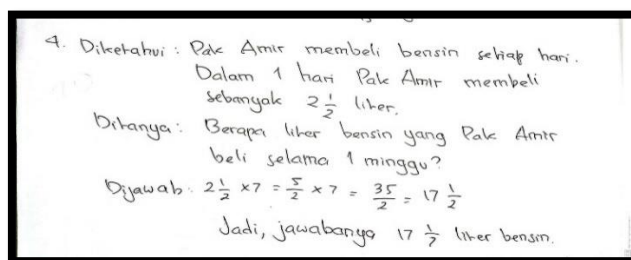 4. Diketahui : Pak Amir membeli bensin setiap hari.
Dalam 1 hari Pak Amir membeli
sebanyak 2 1/2 liter.
Ditanya : Berapa liter bensin yang Pak Amir
beli selama 1 minggu?
Dijawab : 2 1/2 x 7 = 5/2 x 7 = 35/2 = 17 1/2
Jadi, jawabanya 17 1/2 liter bensin.